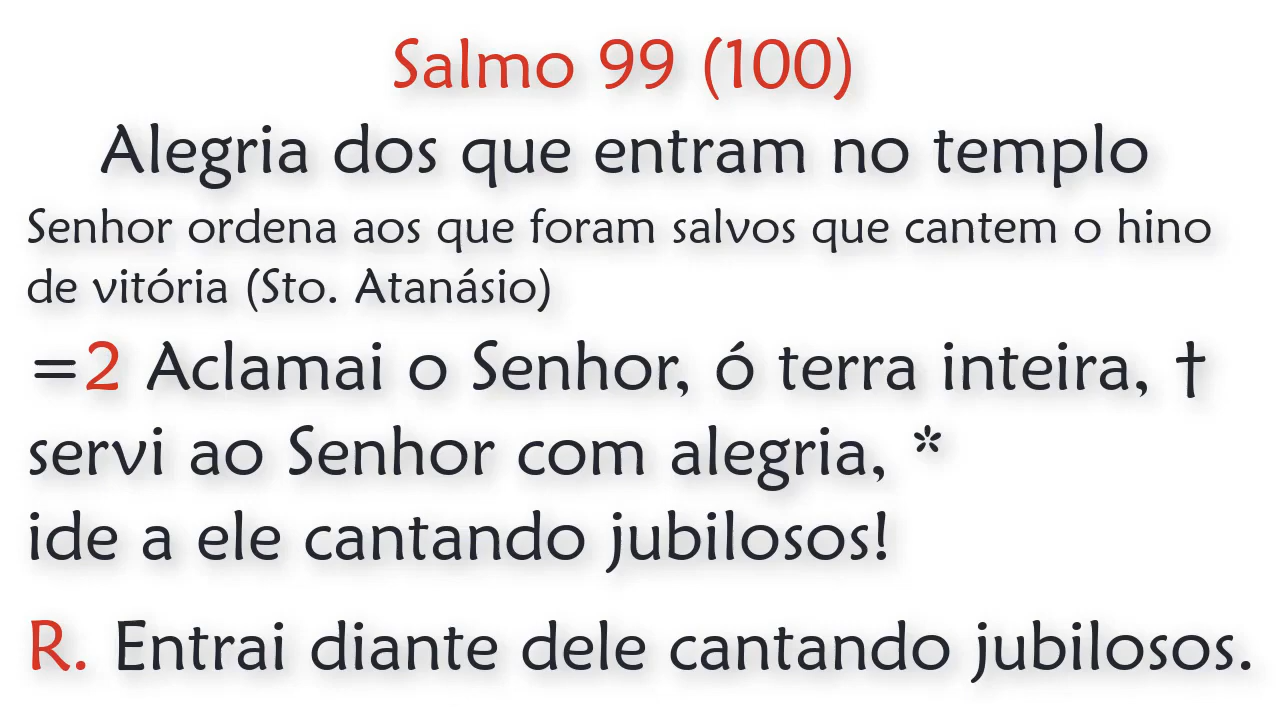 Salmo 99 (100)
Alegria dos que entram no templo
Senhor ordena aos que foram salvos que cantem o hino
de vitória (Sto. Atanásio)
=2 Aclamai o Senhor, ó terra inteira, †
servi ao Senhor com alegria, *
ide a ele cantando jubilosos!
R. Entrai diante dele cantando jubilosos.